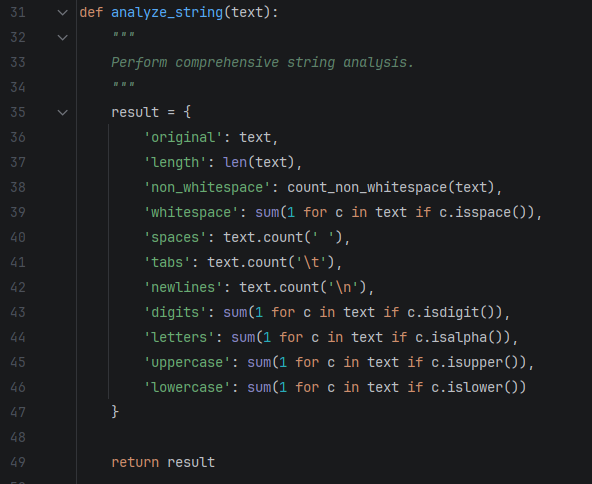 31 def analyze_string(text):
32     """
33     Perform comprehensive string analysis.
34     """
35     result = {
36         'original': text,
37         'length': len(text),
38         'non_whitespace': count_non_whitespace(text),
39         'whitespace': sum(1 for c in text if c.isspace()),
40         'spaces': text.count(' '),
41         'tabs': text.count('\t'),
42         'newlines': text.count('\n'),
43         'digits': sum(1 for c in text if c.isdigit()),
44         'letters': sum(1 for c in text if c.isalpha()),
45         'uppercase': sum(1 for c in text if c.isupper()),
46         'lowercase': sum(1 for c in text if c.islower())
47     }
48
49     return result